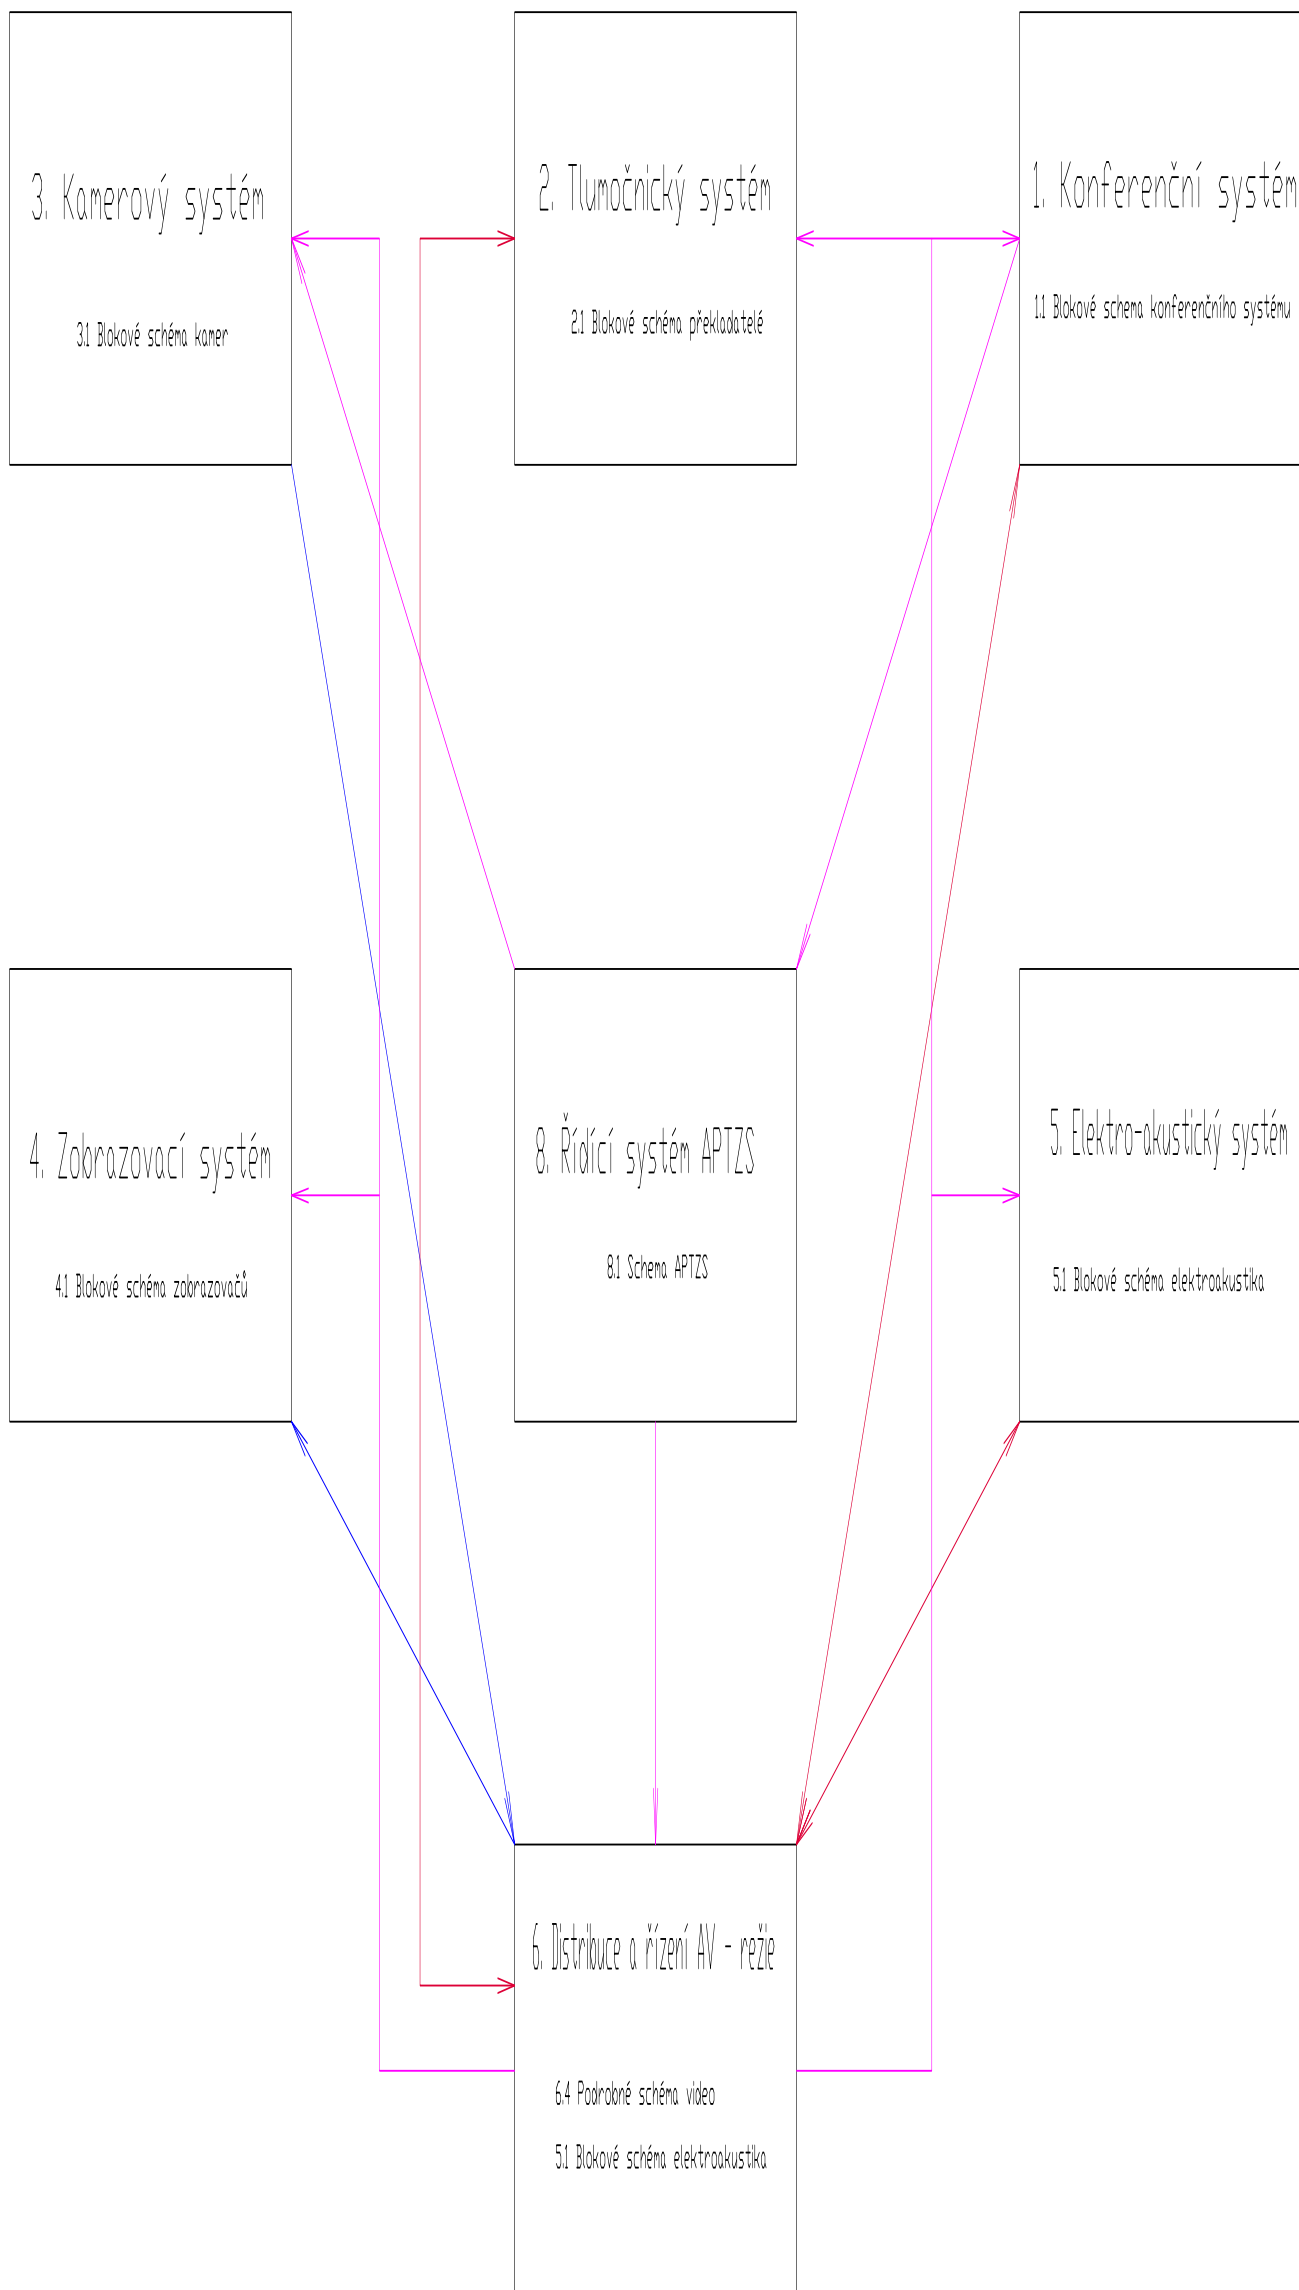 3. Kamerový systém
2. Tlumočnický systém
1. Konferenční systém
3.1 Blokové schéma kamer
2.1 Blokové schéma překladatelé
1.1 Blokové schema konferenčního systému
4. Zobrazovací systém
8. Řídící systém APTZS
5. Elektro-akustický systém
4.1 Blokové schéma zobrazovačů
8.1 Schema APTZS
5.1 Blokové schéma elektroakustika
6. Distribuce a řízení AV - režie
6.4 Podrobné schéma video
5.1 Blokové schéma elektroakustika